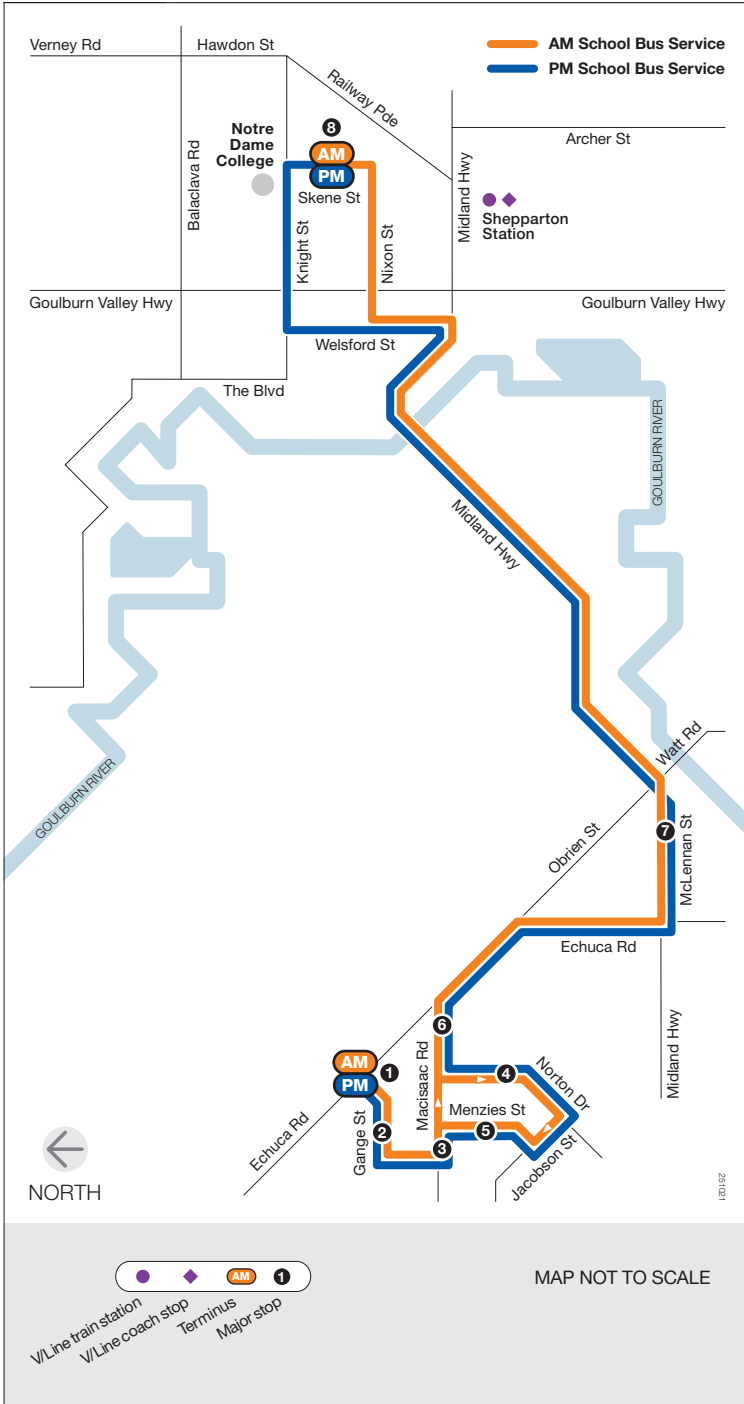 Verney Rd
Hawdon St
AM School Bus Service
PM School Bus Service
Railway Pde
Balaclava Rd
Notre
Dame
College
8
AM
PM
Skene St
Knight St
Nixon St
Midland Hwy
Archer St
Shepparton
Station
Goulburn Valley Hwy
Goulburn Valley Hwy
Welsford St
The Blvd
GOULBURN RIVER
Midland Hwy
GOULBURN RIVER
Watt Rd
Obrien St
7
McLennan St
Echuca Rd
Midland Hwy
6
Macisaac Rd
AM
PM
1
4
Norton Dr
Menzies St
2
Gange St
3
5
Echuca Rd
Jacobson St
NORTH
251021
AM
1
V/Line train station
V/Line coach stop
Terminus
Major stop
MAP NOT TO SCALE